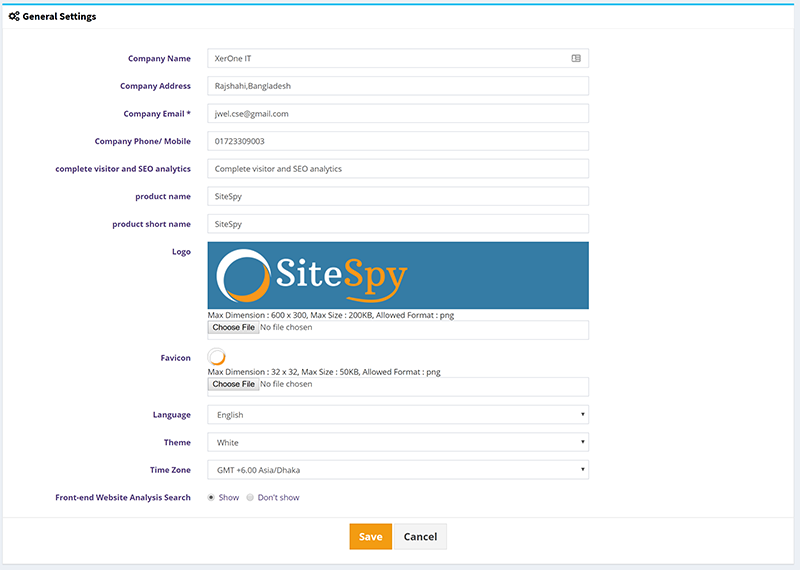 General Settings
Company Name XerOne IT
Company Address Rajshahi,Bangladesh
Company Email * jwel.cse@gmail.com
Company Phone/ Mobile 01723309003
complete visitor and SEO analytics Complete visitor and SEO analytics
product name SiteSpy
product short name SiteSpy
Logo SiteSpy
Max Dimension : 600 x 300, Max Size : 200KB, Allowed Format : png
Choose File No file chosen
Favicon
Max Dimension : 32 x 32, Max Size : 50KB, Allowed Format : png
Choose File No file chosen
Language English
Theme White
Time Zone GMT +6.00 Asia/Dhaka
Front-end Website Analysis Search Show Don't show
Save Cancel